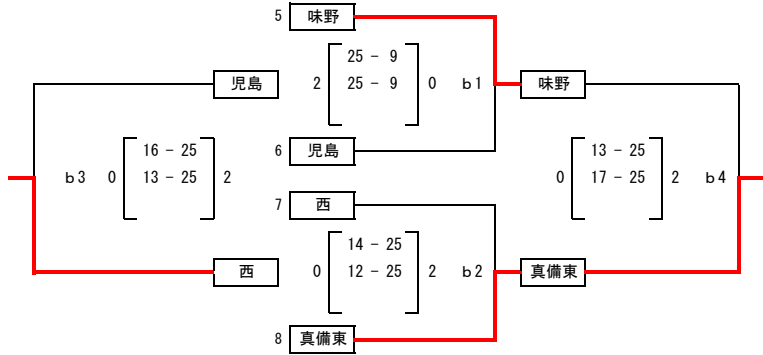 5 味野
25 - 9
児島 2 25 - 9 0 b1 味野
6 児島
16 - 25 13 - 25
b3 0 13 - 25 2 0 17 - 25 2 b4
7 西
14 - 25
西 0 12 - 25 2 b2 真備東
8 真備東